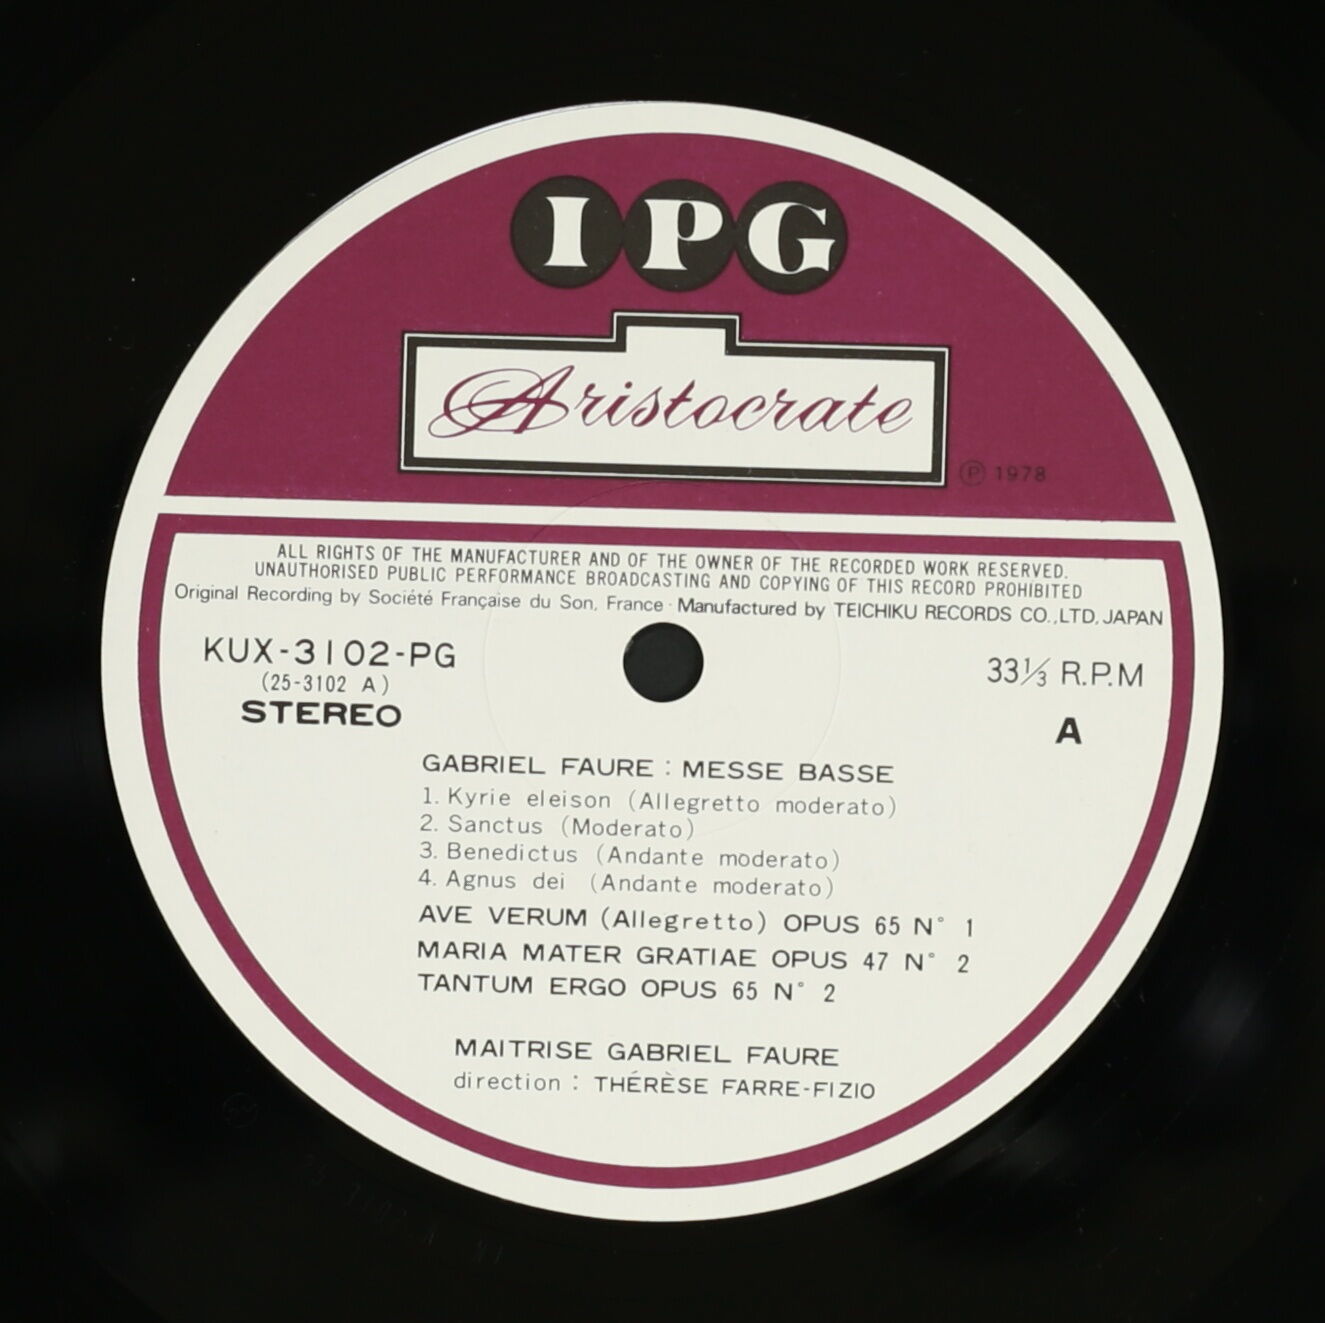 IPG
Aristocrate
Ⓟ 1978
ALL RIGHTS OF THE MANUFACTURER AND OF THE OWNER OF THE RECORDED WORK RESERVED.
UNAUTHORISED PUBLIC PERFORMANCE BROADCASTING AND COPYING OF THIS RECORD PROHIBITED
Original Recording by Société Française du Son, France · Manufactured by TEICHIKU RECORDS CO.,LTD, JAPAN
KUX-3102-PG
(25-3102 A)
STEREO
33⅓ R.P.M
A
GABRIEL FAURE : MESSE BASSE
1. Kyrie eleison (Allegretto moderato)
2. Sanctus (Moderato)
3. Benedictus (Andante moderato)
4. Agnus dei (Andante moderato)
AVE VERUM (Allegretto) OPUS 65 N° 1
MARIA MATER GRATIAE OPUS 47 N° 2
TANTUM ERGO OPUS 65 N° 2
MAITRISE GABRIEL FAURE
direction : THÉRÈSE FARRE-FIZIO